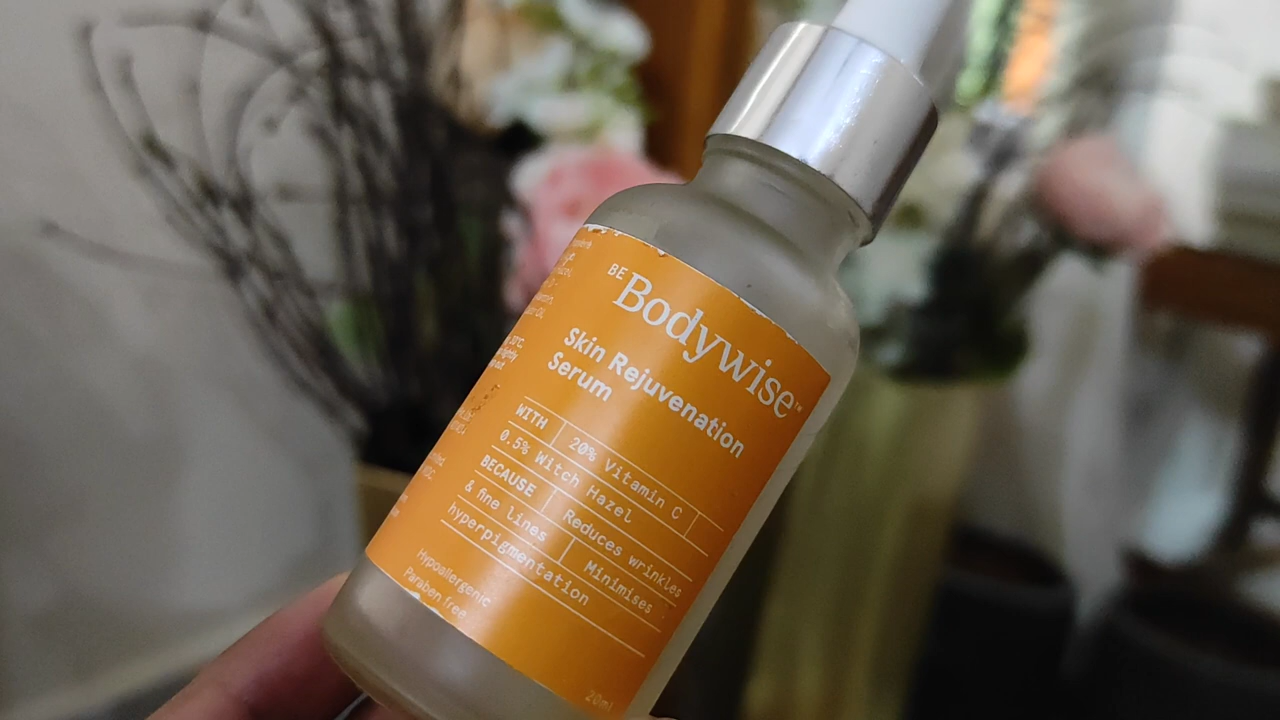 BE
Bodywise™
Skin Rejuvenation
Serum
WITH | 20% Vitamin C |
0.5% Witch Hazel
BECAUSE | Reduces wrinkles
& fine lines | Minimises
hyperpigmentation
Hypoallergenic
Paraben free
20ml